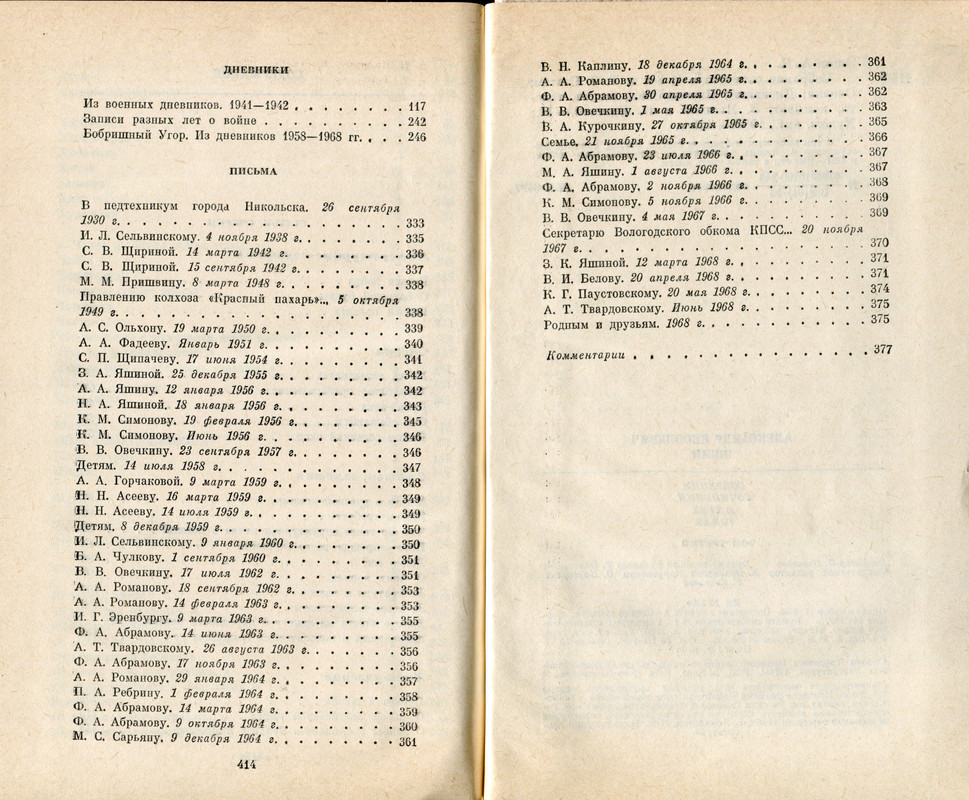 ДНЕВНИКИ
Из военных дневников. 1941—1942 . . . . . . . . 117
Записи разных лет о войне . . . . . . . . . . 242
Бобришный Угор. Из дневников 1958—1968 гг. . . . 246
ПИСЬМА
В педтехникум города Никольска. 26 сентября
1930 г. . . . . . . . . . . . . . . . . . . 333
И. Л. Сельвинскому. 4 ноября 1938 г. . . . . . . . 335
С. В. Щириной. 14 марта 1942 г. . . . . . . . 336
С. В. Щириной. 15 сентября 1942 г. . . . . . . . 337
М. М. Пришвину. 8 марта 1948 г. . . . . . . . 338
Правлению колхоза «Красный пахарь»... 5 октября
1949 г. . . . . . . . . . . . . . . . . . . 338
А. С. Ольхону. 19 марта 1950 г. . . . . . . . . 339
А. А. Фадееву. Январь 1951 г. . . . . . . . . 340
С. П. Щипачеву. 17 июня 1954 г. . . . . . . . . 341
З. А. Яшиной. 25 декабря 1955 г. . . . . . . . . 342
А. А. Яшину. 12 января 1956 г. . . . . . . . . 342
Н. А. Яшиной. 18 января 1956 г. . . . . . . . . 343
К. М. Симонову. 19 февраля 1956 г. . . . . . . . 345
К. М. Симонову. Июнь 1956 г. . . . . . . . . 346
В. В. Овечкину. 23 сентября 1957 г. . . . . . . . 346
Детям. 14 июля 1958 г. . . . . . . . . . . . 347
А. А. Горчаковой. 9 марта 1959 г. . . . . . . . 348
Н. Н. Асееву. 16 марта 1959 г. . . . . . . . . 349
Н. Н. Асееву. 14 июля 1959 г. . . . . . . . . . 349
Детям. 8 декабря 1959 г. . . . . . . . . . . . 350
И. Л. Сельвинскому. 9 января 1960 г. . . . . . . . 350
Б. А. Чулкову. 1 сентября 1960 г. . . . . . . . . 351
В. В. Овечкину. 17 июля 1962 г. . . . . . . . . 351
А. А. Романову. 18 сентября 1962 г. . . . . . . . 353
А. А. Романову. 14 февраля 1963 г. . . . . . . . 353
И. Г. Эренбургу. 9 марта 1963 г. . . . . . . . . 355
Ф. А. Абрамову. 14 июня 1963 г. . . . . . . . . 355
А. Т. Твардовскому. 26 августа 1963 г. . . . . . . 356
Ф. А. Абрамову. 17 ноября 1963 г. . . . . . . . . 356
А. А. Романову. 29 января 1964 г. . . . . . . . . 357
П. А. Ребрину. 1 февраля 1964 г. . . . . . . . . 358
Ф. А. Абрамову. 14 марта 1964 г. . . . . . . . . 359
Ф. А. Абрамову. 9 октября 1964 г. . . . . . . . . 360
М. С. Сарьяну. 9 декабря 1964 г. . . . . . . . . 361
414
В. Н. Каплину. 18 декабря 1964 г. . . . . . . . . 361
А. А. Романову. 19 апреля 1965 г. . . . . . . . . 362
Ф. А. Абрамову. 30 апреля 1965 г. . . . . . . . . 362
В. В. Овечкину. 1 мая 1965 г. . . . . . . . . . 363
В. А. Курочкину. 27 октября 1965 г. . . . . . . . 365
Семье. 21 ноября 1965 г. . . . . . . . . . . . 366
Ф. А. Абрамову. 23 июля 1966 г. . . . . . . . . 367
М. А. Яшину. 1 августа 1966 г. . . . . . . . . . 367
Ф. А. Абрамову. 2 ноября 1966 г. . . . . . . . . 368
К. М. Симонову. 5 ноября 1966 г. . . . . . . . . 369
В. В. Овечкину. 4 мая 1967 г. . . . . . . . . . 369
Секретарю Вологодского обкома КПСС... 20 ноября
1967 г. . . . . . . . . . . . . . . . . . . 370
З. К. Яшиной. 12 марта 1968 г. . . . . . . . . . 371
В. И. Белову. 20 апреля 1968 г. . . . . . . . . . 371
К. Г. Паустовскому. 20 мая 1968 г. . . . . . . . 374
А. Т. Твардовскому. Июнь 1968 г. . . . . . . . . 375
Родным и друзьям. 1968 г. . . . . . . . . . . . 375
Комментарии . . . . . . . . . . . . . . . . 377